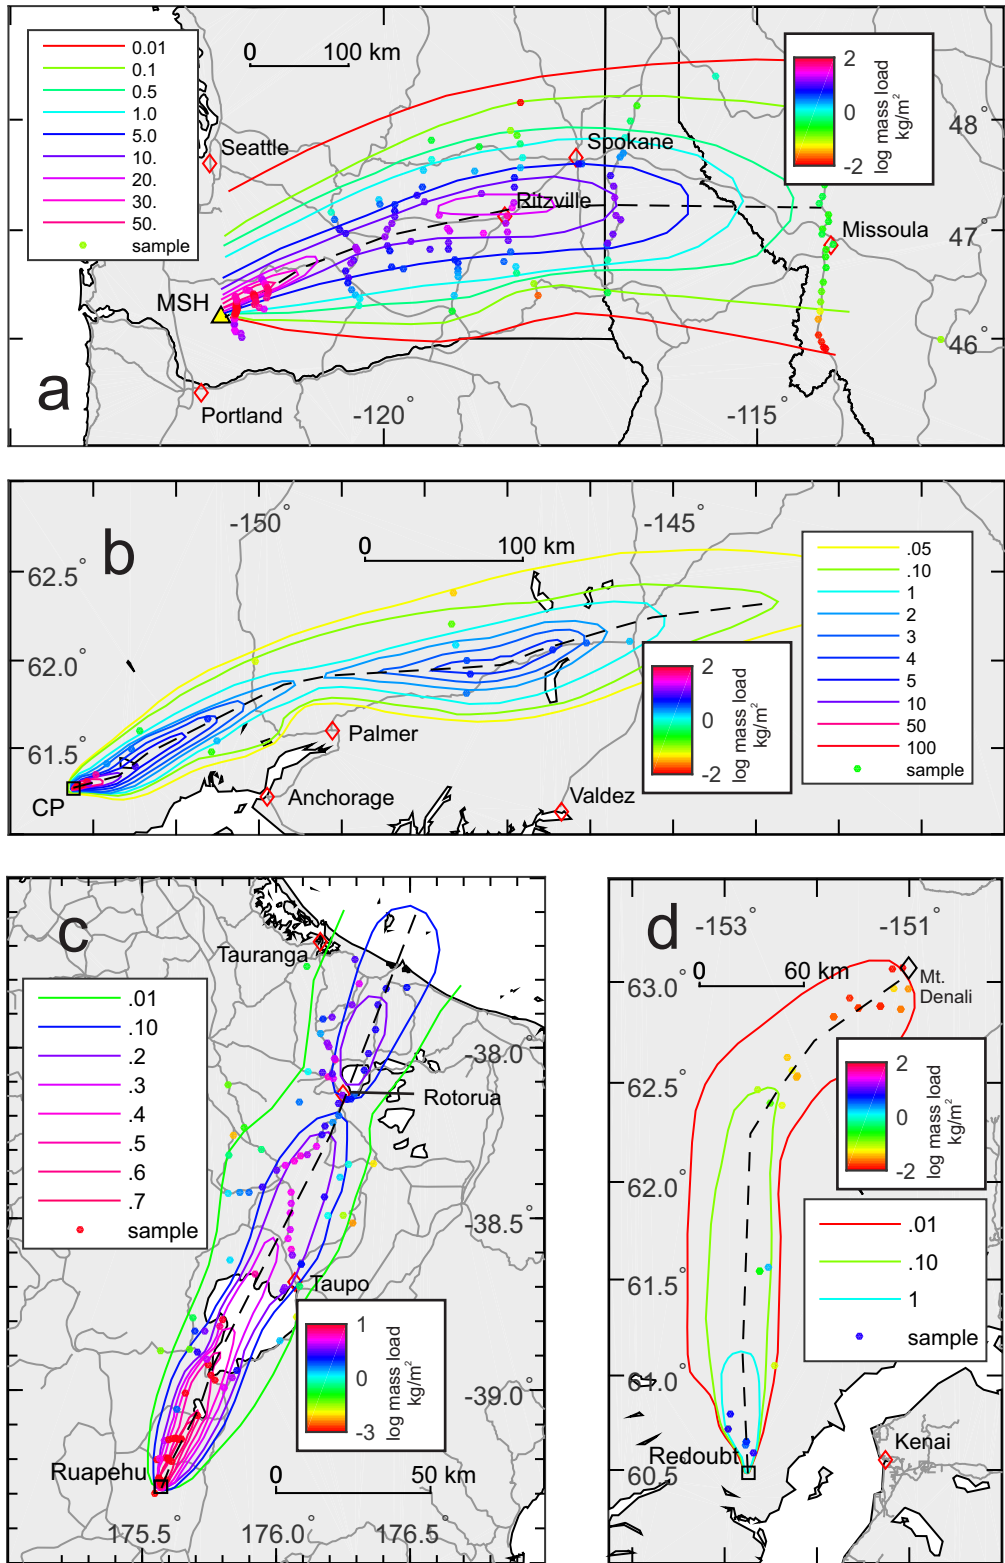 0.01
0.1
0.5
1.0
5.0
10.
20.
30.
50.
sample
0 100 km
2
0
-2
log mass load
kg/m²
Seattle
Spokane
Ritzville
Missoula
MSH
Portland
48°
47°
46°
-120°
-115°
a
b
-150°
-145°
0 100 km
62.5°
62.0°
61.5°
.05
.10
1
2
3
4
5
10
50
100
sample
2
0
-2
log mass load
kg/m²
Palmer
Anchorage
Valdez
CP
c
Tauranga
.01
.10
.2
.3
.4
.5
.6
.7
sample
-38.0°
Rotorua
-38.5°
Taupo
1
0
-3
log mass load
kg/m²
-39.0°
Ruapehu
0 50 km
175.5°
176.0°
176.5°
d
-153°
-151°
0 60 km
Mt.
Denali
63.0°
62.5°
62.0°
61.5°
61.0°
60.5°
2
0
-2
log mass load
kg/m²
.01
.10
1
sample
Redoubt
Kenai